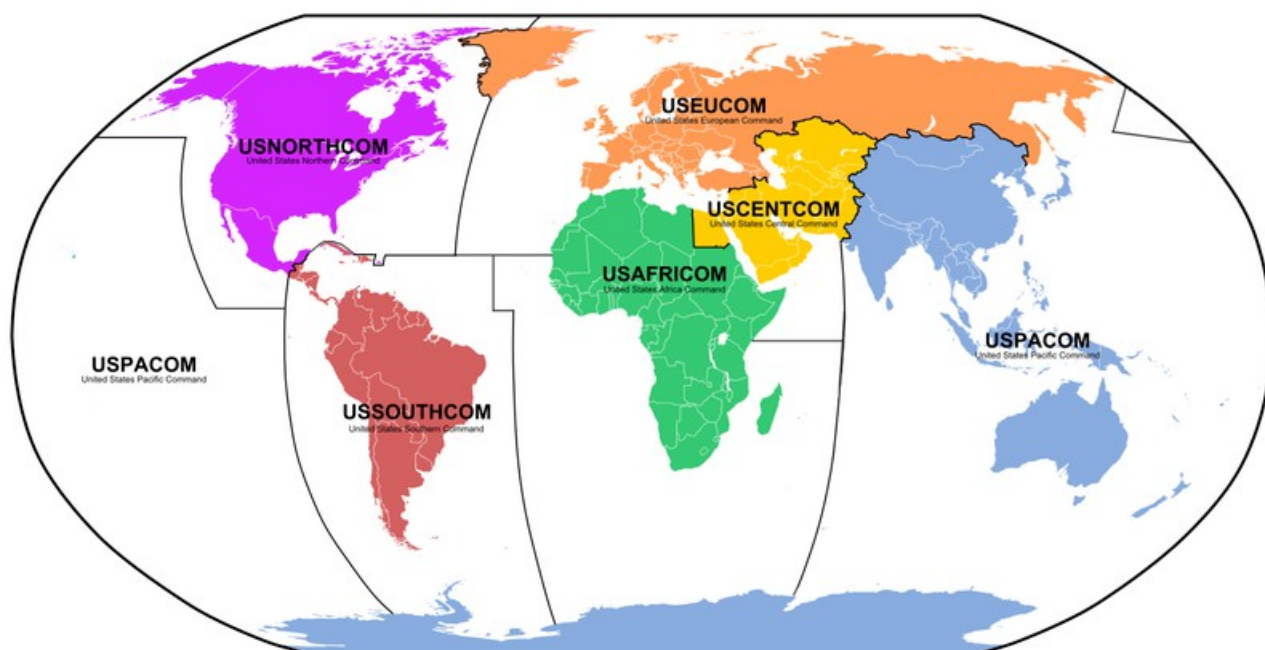 USEUCOM
United States European Command
USNORTHCOM
United States Northern Command
USCENTCOM
United States Central Command
USAFRICOM
United States Africa Command
USPACOM
United States Pacific Command
USPACOM
United States Pacific Command
USSOUTHCOM
United States Southern Command